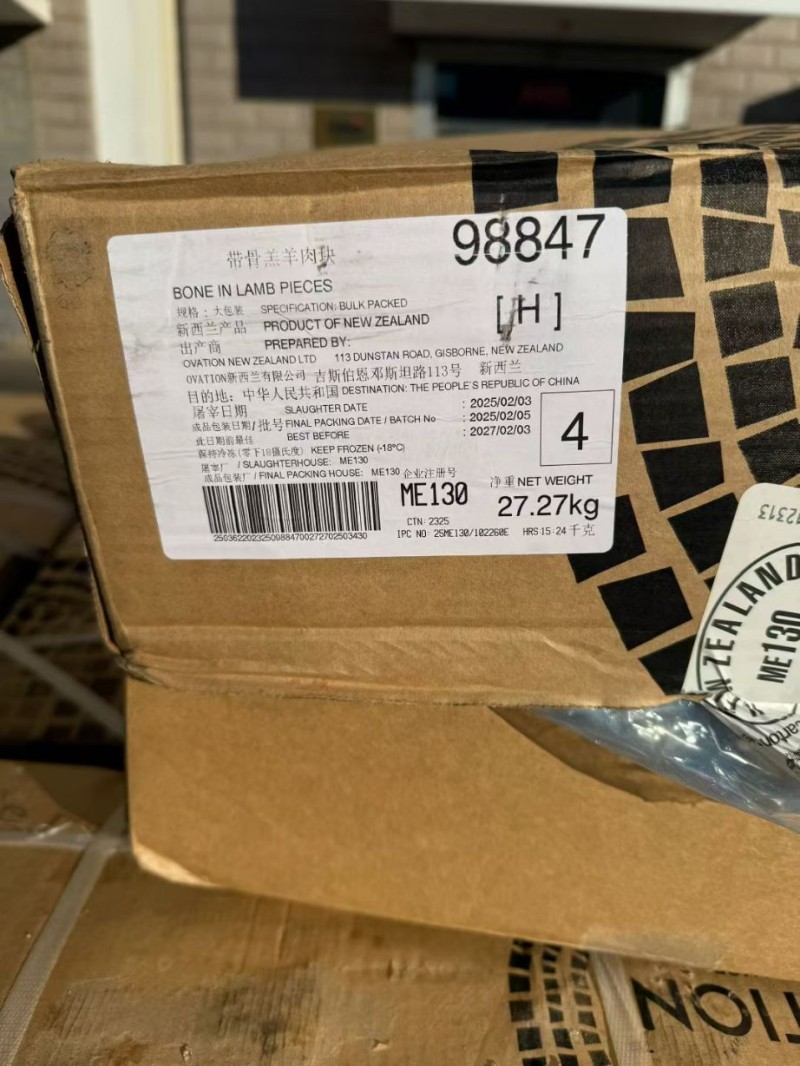 带骨羔羊肉块
98847
BONE IN LAMB PIECES
规格：大包装 SPECIFICATION: BULK PACKED
[H]
新西兰产品 PRODUCT OF NEW ZEALAND
出产商 PREPARED BY:
OVATION NEW ZEALAND LTD 113 DUNSTAN ROAD, GISBORNE, NEW ZEALAND
OVATION新西兰有限公司 吉斯伯恩邓斯坦路113号 新西兰
目的地：中华人民共和国 DESTINATION: THE PEOPLE'S REPUBLIC OF CHINA
屠宰日期 SLAUGHTER DATE : 2025/02/03
成品包装日期/批号 FINAL PACKING DATE / BATCH No : 2025/02/05
此日期前最佳 BEST BEFORE : 2027/02/03
4
保持冷冻(零下18摄氏度) KEEP FROZEN (-18°C)
屠宰厂 / SLAUGHTERHOUSE: ME130
成品包装厂 / FINAL PACKING HOUSE: ME130 企业注册号
ME130
净重 NET WEIGHT
27.27kg
千克
CTN: 2325
IPC NO: 25ME130/102260E HRS 15-24
25036220232509884700272702503430
12313
NEW ZEALAND
ME130
carton
TION